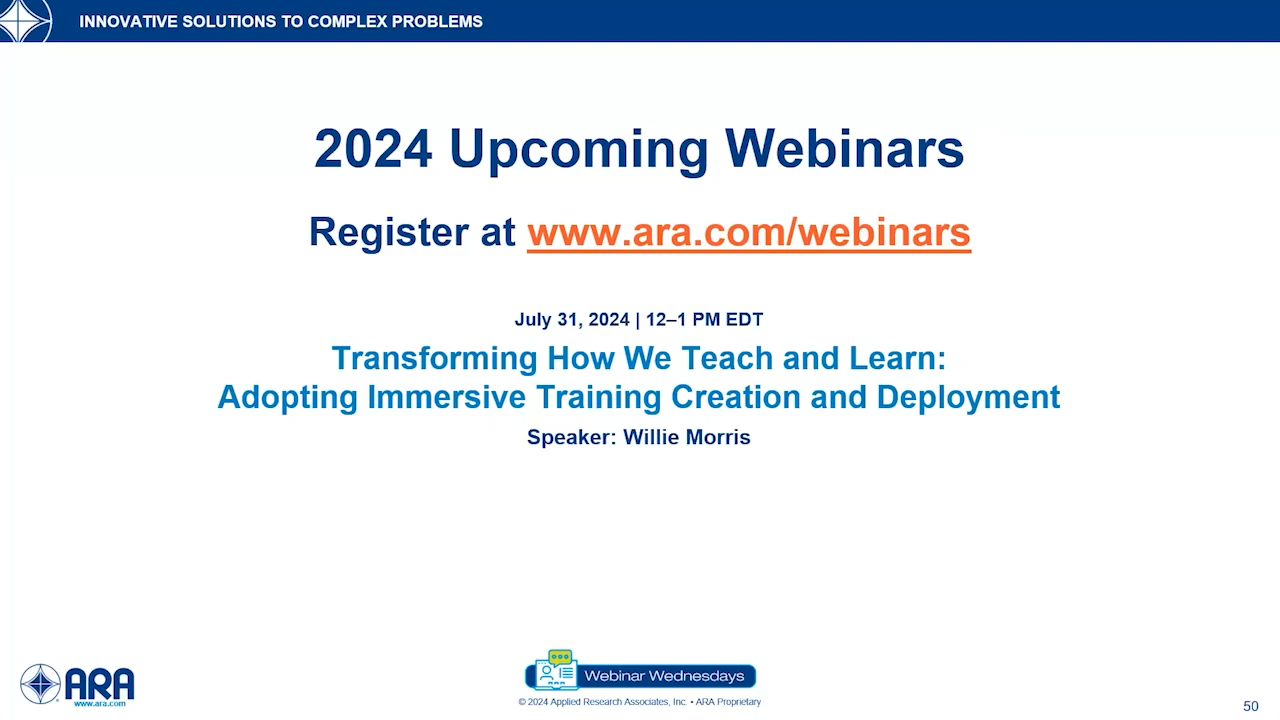 INNOVATIVE SOLUTIONS TO COMPLEX PROBLEMS
2024 Upcoming Webinars
Register at www.ara.com/webinars
July 31, 2024 | 12–1 PM EDT
Transforming How We Teach and Learn:
Adopting Immersive Training Creation and Deployment
Speaker: Willie Morris
ARA
www.ara.com
ARA
Webinar Wednesdays
© 2024 Applied Research Associates, Inc. • ARA Proprietary
50